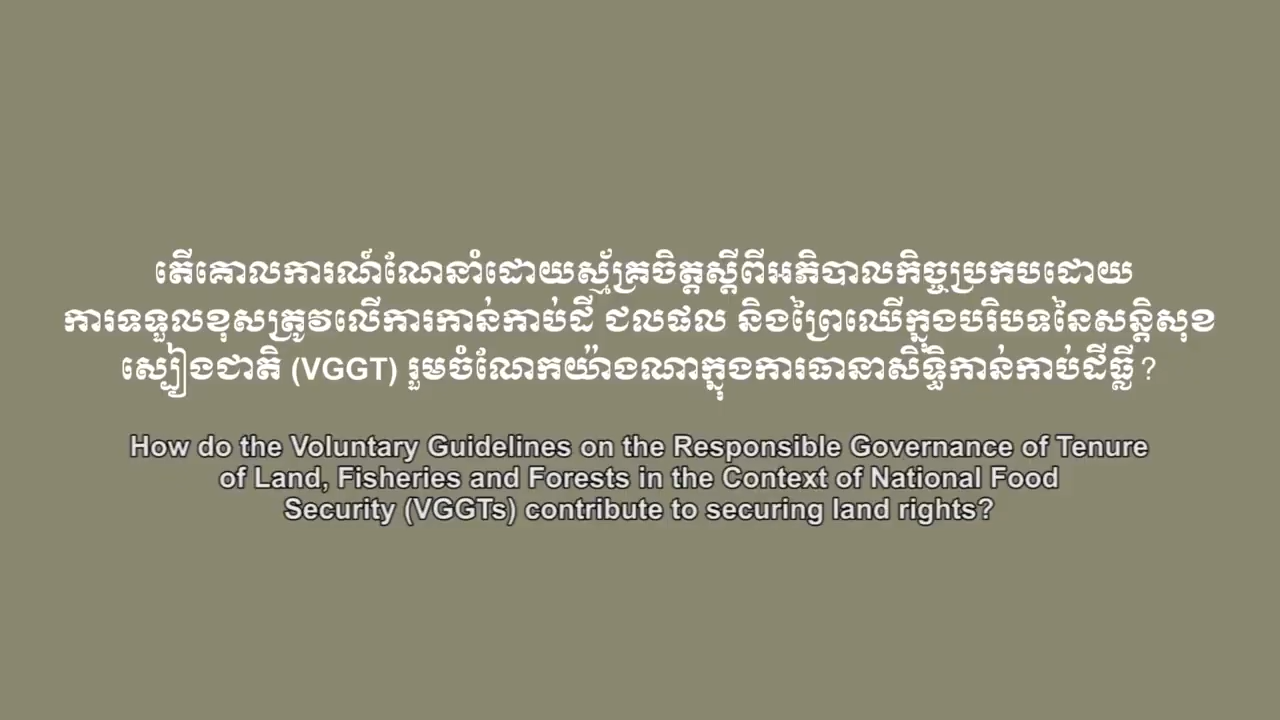 តើគោលការណ៍ណែនាំដោយស្ម័គ្រចិត្តស្តីពីអភិបាលកិច្ចប្រកបដោយ
ការទទួលខុសត្រូវលើការកាន់កាប់ដី ជលផល និងព្រៃឈើក្នុងបរិបទនៃសន្តិសុខ
ស្បៀងជាតិ (VGGT) រួមចំណែកយ៉ាងណាក្នុងការធានាសិទ្ធិកាន់កាប់ដីធ្លី?
How do the Voluntary Guidelines on the Responsible Governance of Tenure
of Land, Fisheries and Forests in the Context of National Food
Security (VGGTs) contribute to securing land rights?